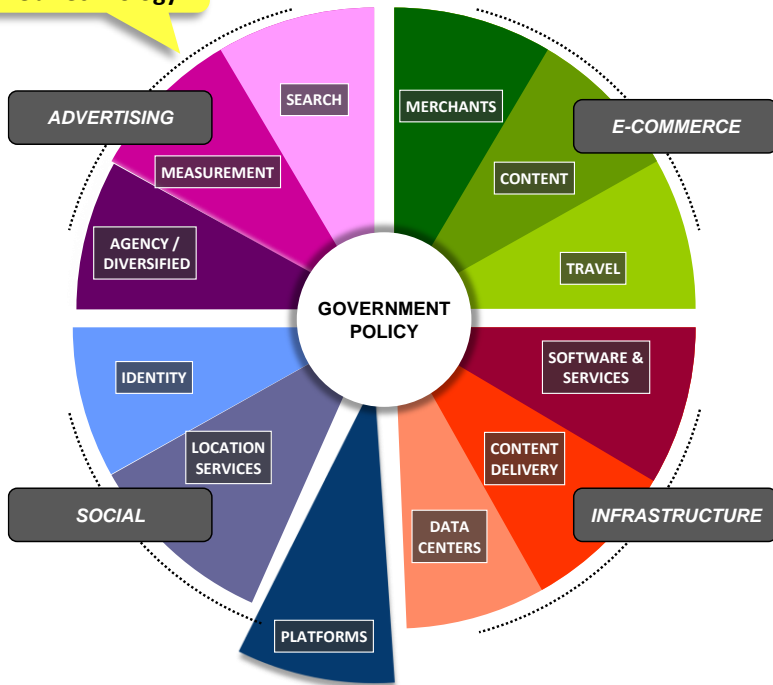 SEARCH
MERCHANTS
ADVERTISING
E-COMMERCE
MEASUREMENT
CONTENT
AGENCY /
DIVERSIFIED
TRAVEL
GOVERNMENT
POLICY
IDENTITY
SOFTWARE &
SERVICES
LOCATION
SERVICES
CONTENT
DELIVERY
SOCIAL
INFRASTRUCTURE
DATA
CENTERS
PLATFORMS